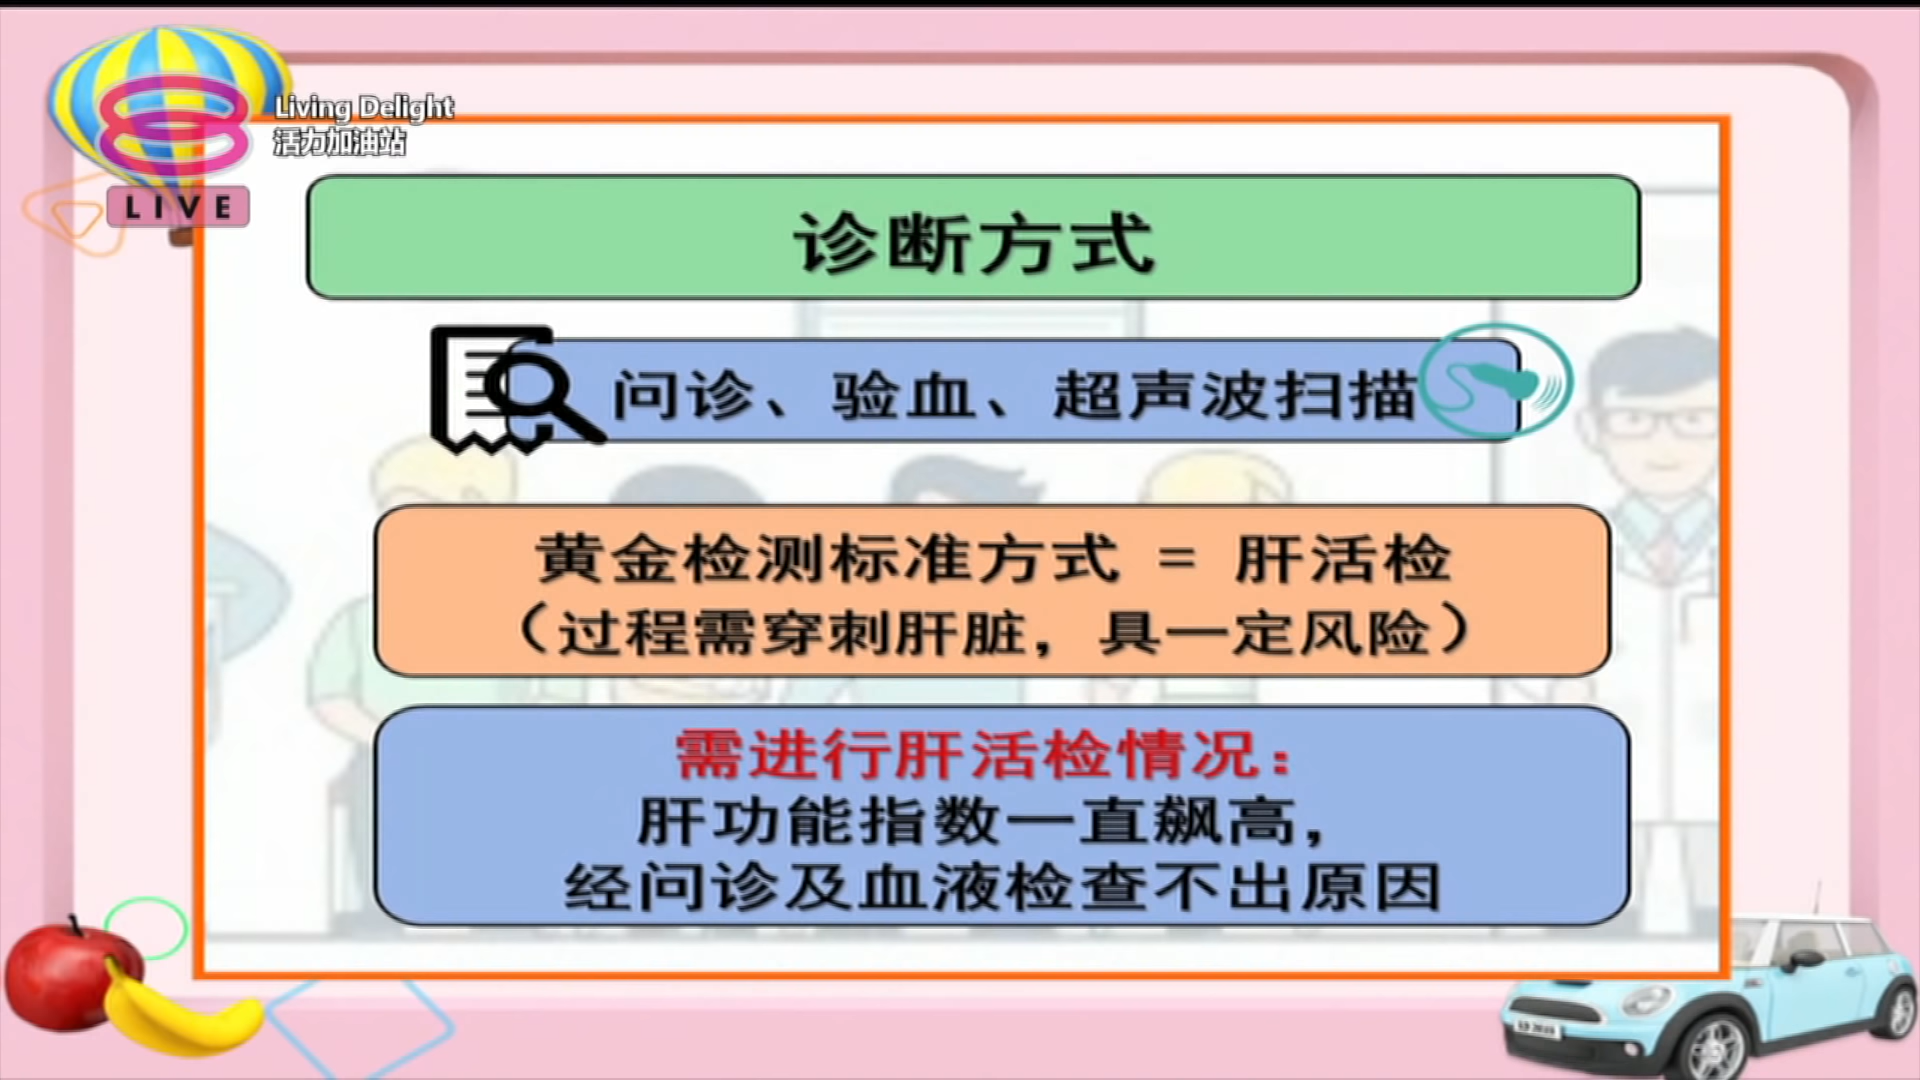 Living Delight
活力加油站
LIVE
诊断方式
问诊、验血、超声波扫描
黄金检测标准方式 = 肝活检
（过程需穿刺肝脏，具一定风险）
需进行肝活检情况：
肝功能指数一直飙高，
经问诊及血液检查不出原因